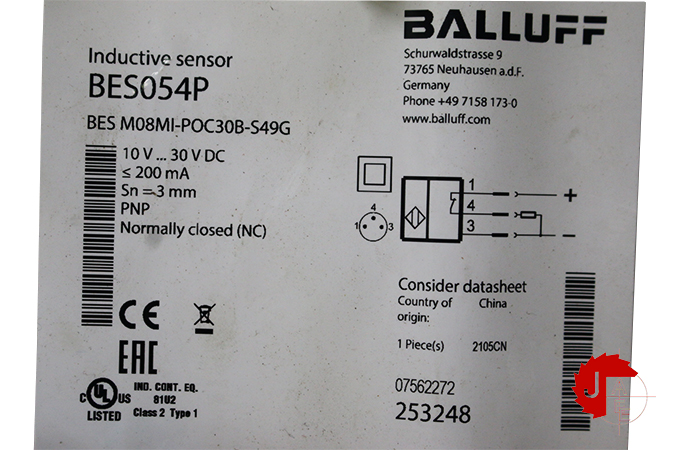 BALLUFF
Inductive sensor
BES054P
BES M08MI-POC30B-S49G
Schurwaldstrasse 9
73765 Neuhausen a.d.F.
Germany
Phone +49 7158 173-0
www.balluff.com
10 V ... 30 V DC
≤ 200 mA
Sn = 3 mm
PNP
Normally closed (NC)
1
4
3
+
−
4
1 3
Consider datasheet
Country of origin: China
1 Piece(s) 2105CN
CE
EAC
C UL US
LISTED
IND. CONT. EQ.
81U2
Class 2 Type 1
07562272
253248
J